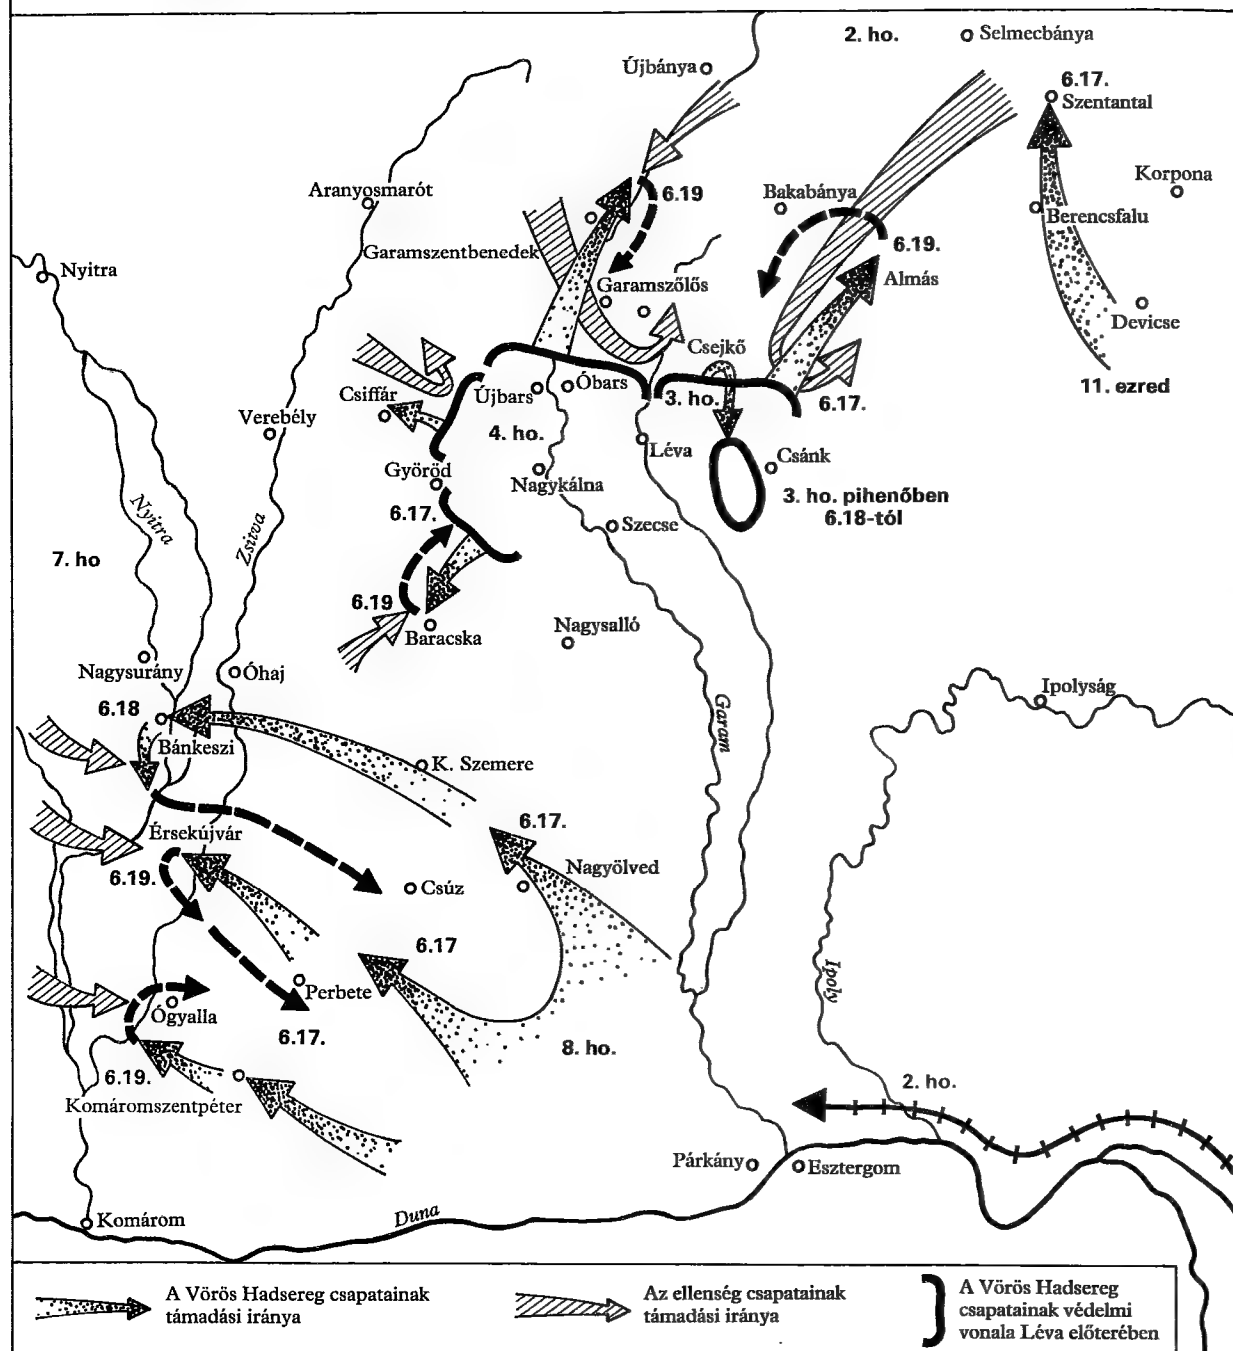 2. ho.
Selmecbánya
Újbánya
6.17.
Szentantal
Korpona
Aranyosmarót
6.19
Bakabánya
Berencsfalu
Garamszentbenedek
6.19.
Nyitra
Garamszőlős
Almás
Devicse
Csejkő
11. ezred
Csiffár
Újbars
Óbars
3. ho.
6.17.
Verebély
4. ho.
Léva
Csánk
Győröd
Nagykálna
3. ho. pihenőben
6.18-tól
6.17.
Nyitra
Zsitva
Szecse
7. ho
6.19
Baracska
Nagysalló
Nagysurány
Óhaj
Ipolyság
6.18
Garam
Bánkeszi
K. Szemere
6.17.
Érsekújvár
Nagyölved
6.19.
Csúz
6.17
Ipoly
Perbete
Ógyalla
6.17.
8. ho.
6.19.
2. ho.
Komáromszentpéter
Párkány
Esztergom
Duna
Komárom
A Vörös Hadsereg csapatainak
támadási iránya
Az ellenség csapatainak
támadási iránya
A Vörös Hadsereg
csapatainak védelmi
vonala Léva előterében